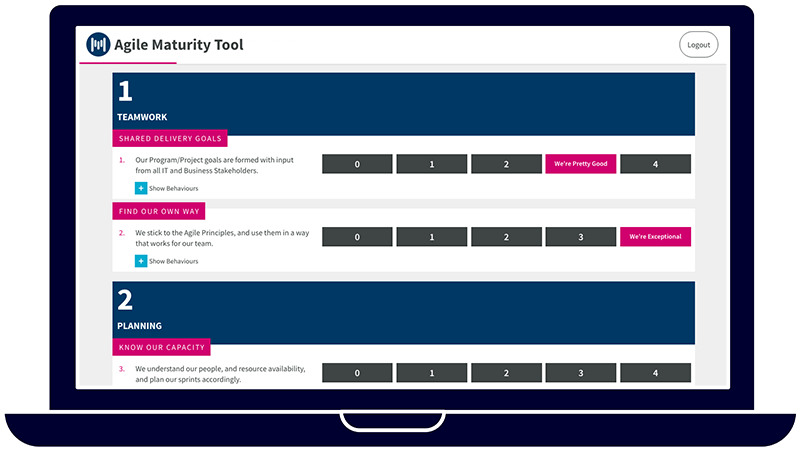 Agile Maturity Tool
Logout
1
TEAMWORK
SHARED DELIVERY GOALS
1. Our Program/Project goals are formed with input
from all IT and Business Stakeholders.
0 1 2 We're Pretty Good 4
+ Show Behaviours
FIND OUR OWN WAY
2. We stick to the Agile Principles, and use them in a way
that works for our team.
0 1 2 3 We're Exceptional
+ Show Behaviours
2
PLANNING
KNOW OUR CAPACITY
3. We understand our people, and resource availability,
and plan our sprints accordingly.
0 1 2 3 4